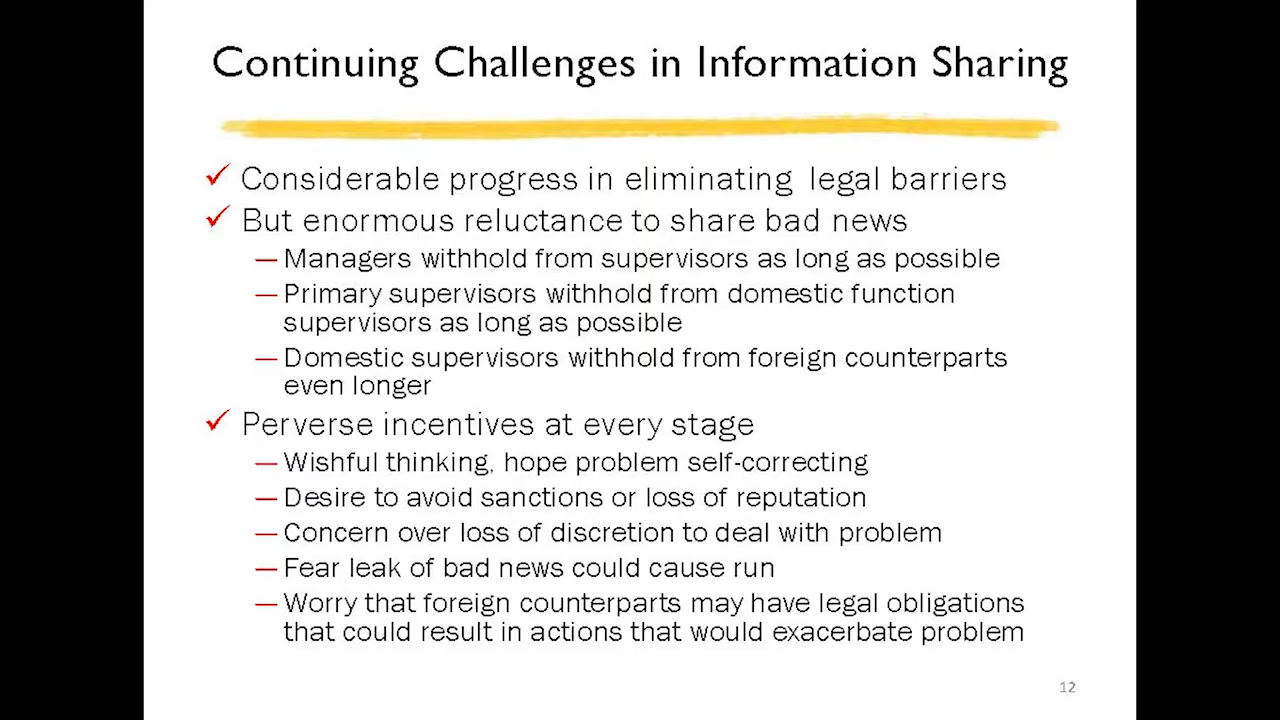 Continuing Challenges in Information Sharing
✓ Considerable progress in eliminating legal barriers
✓ But enormous reluctance to share bad news
— Managers withhold from supervisors as long as possible
— Primary supervisors withhold from domestic function
supervisors as long as possible
— Domestic supervisors withhold from foreign counterparts
even longer
✓ Perverse incentives at every stage
— Wishful thinking, hope problem self-correcting
— Desire to avoid sanctions or loss of reputation
— Concern over loss of discretion to deal with problem
— Fear leak of bad news could cause run
— Worry that foreign counterparts may have legal obligations
that could result in actions that would exacerbate problem
12